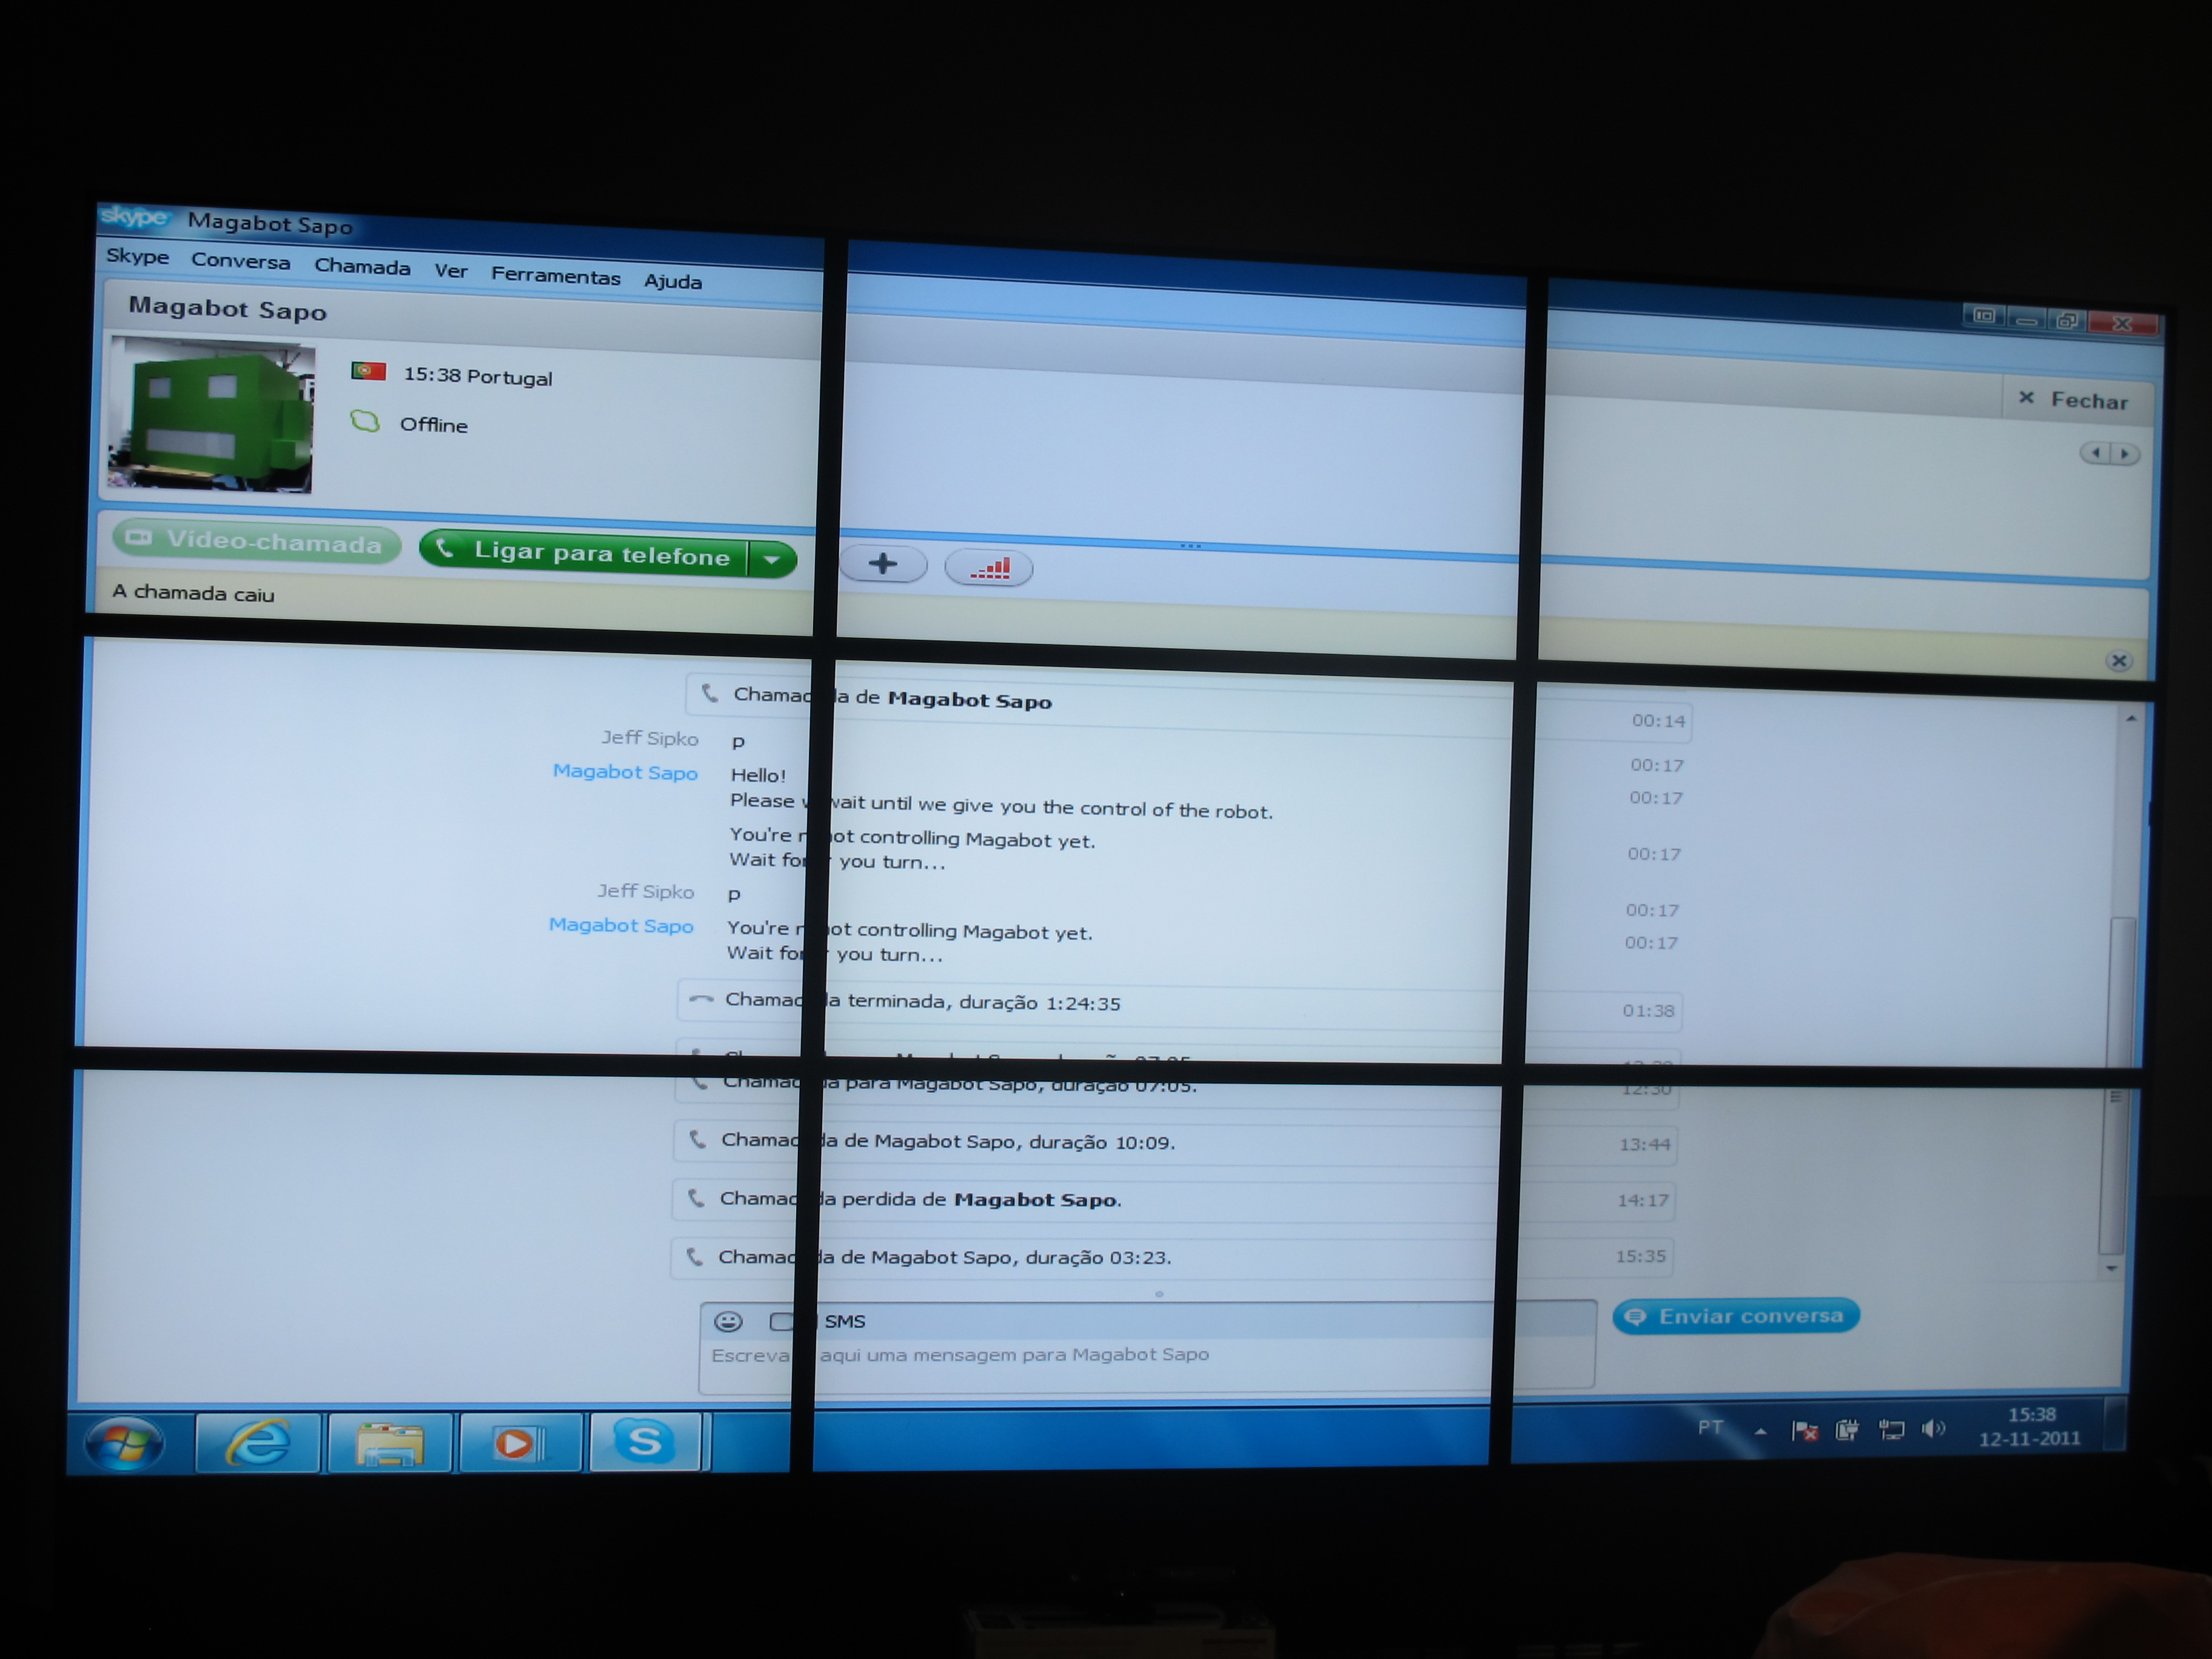 skype Magabot Sapo
Skype Conversa Chamada Ver Ferramentas Ajuda
Magabot Sapo
× Fechar
15:38 Portugal
Offline
Vídeo-chamada
Ligar para telefone
A chamada caiu
Chamada de Magabot Sapo 00:14
Jeff Sipko p 00:17
Magabot Sapo Hello! 00:17
Please wait until we give you the control of the robot.
You're not controlling Magabot yet. 00:17
Wait for you turn...
Jeff Sipko p 00:17
Magabot Sapo You're not controlling Magabot yet. 00:17
Wait for you turn...
Chamada terminada, duração 1:24:35 01:38
Chamada para Magabot Sapo, duração 07:05. 12:30
Chamada de Magabot Sapo, duração 10:09. 13:44
Chamada perdida de Magabot Sapo. 14:17
Chamada de Magabot Sapo, duração 03:23. 15:35
SMS
Enviar conversa
Escreva aqui uma mensagem para Magabot Sapo
S
PT
15:38
12-11-2011